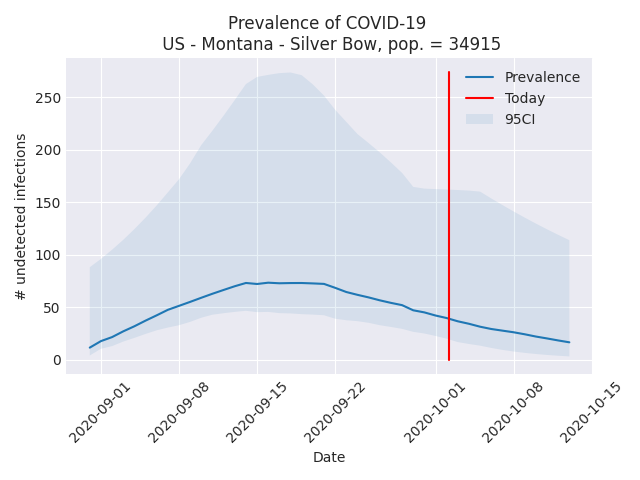 Prevalence of COVID-19
US - Montana - Silver Bow, pop. = 34915
Prevalence
Today
95CI
# undetected infections
250
200
150
100
50
0
2020-09-01
2020-09-08
2020-09-15
2020-09-22
2020-10-01
2020-10-08
2020-10-15
Date